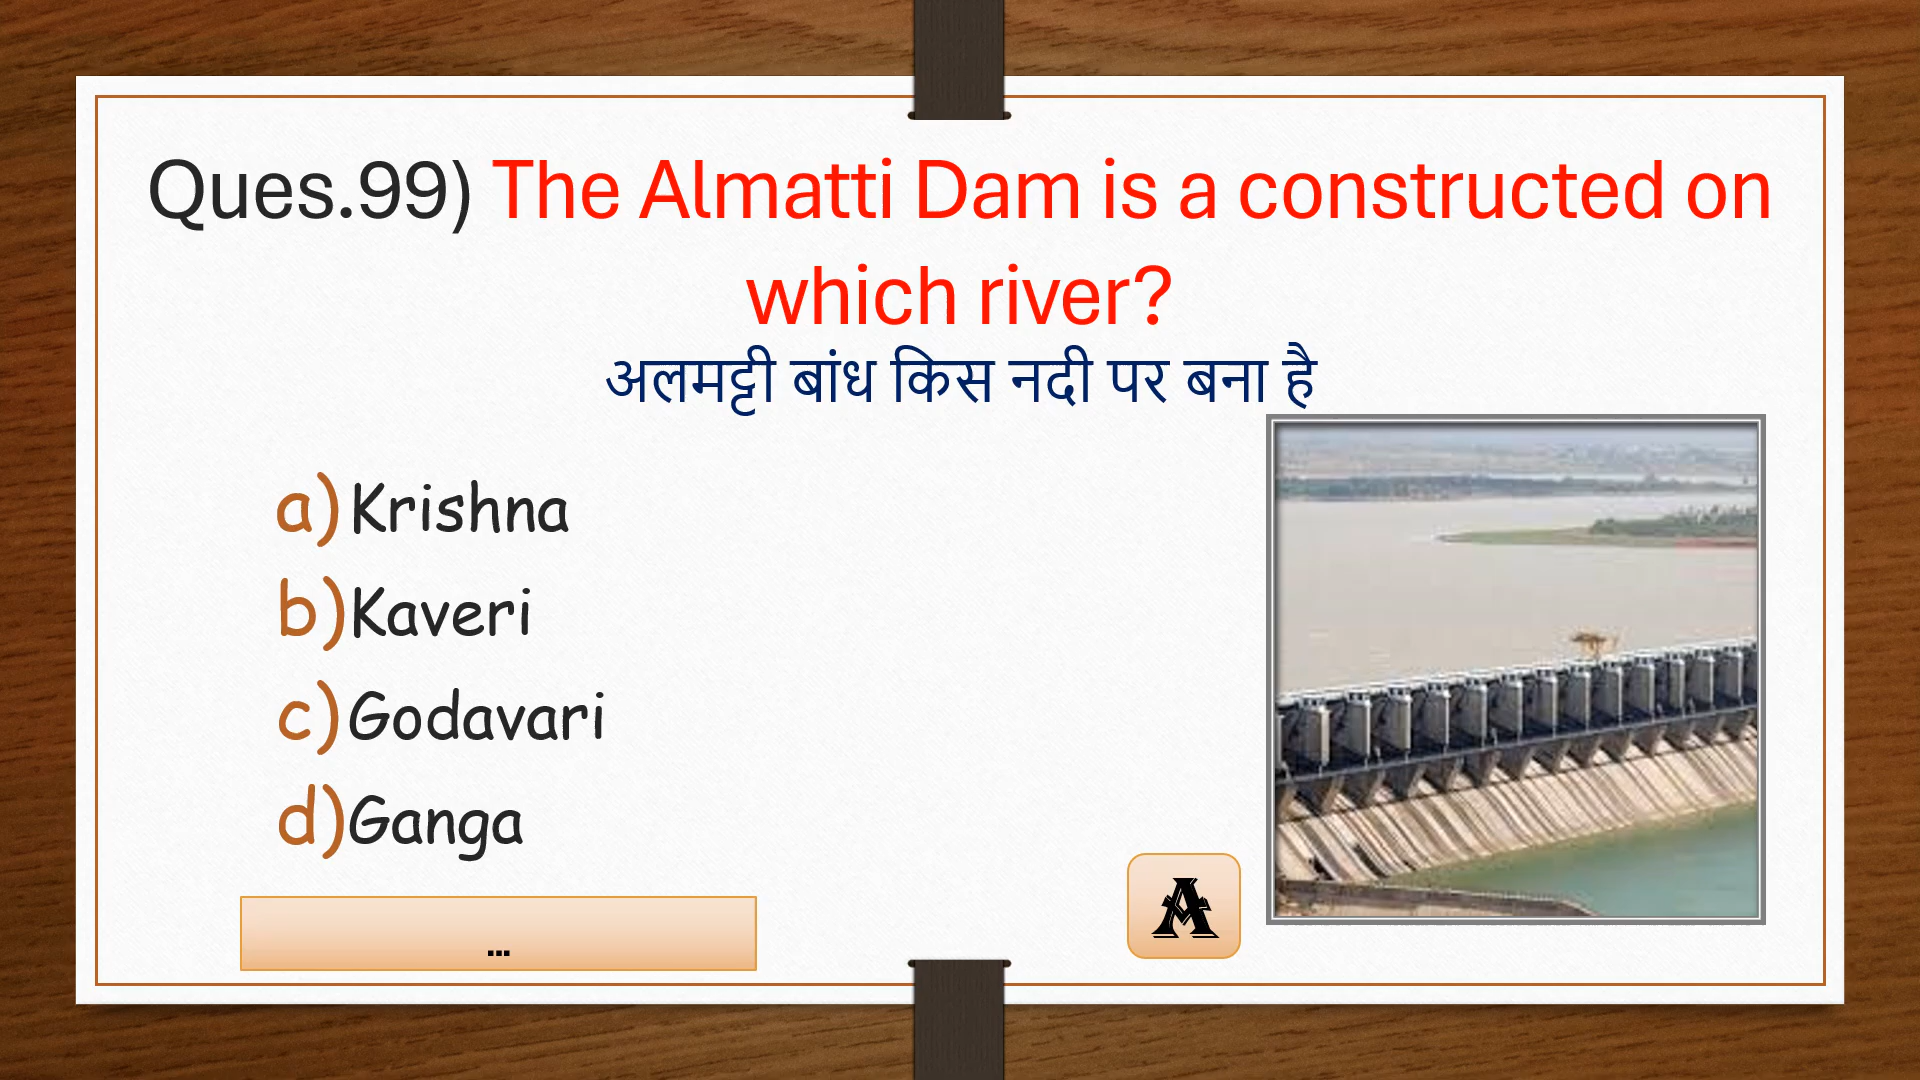 Ques.99) The Almatti Dam is a constructed on
which river?
अलमट्टी बांध किस नदी पर बना है
a) Krishna
b) Kaveri
c) Godavari
d) Ganga
...
A